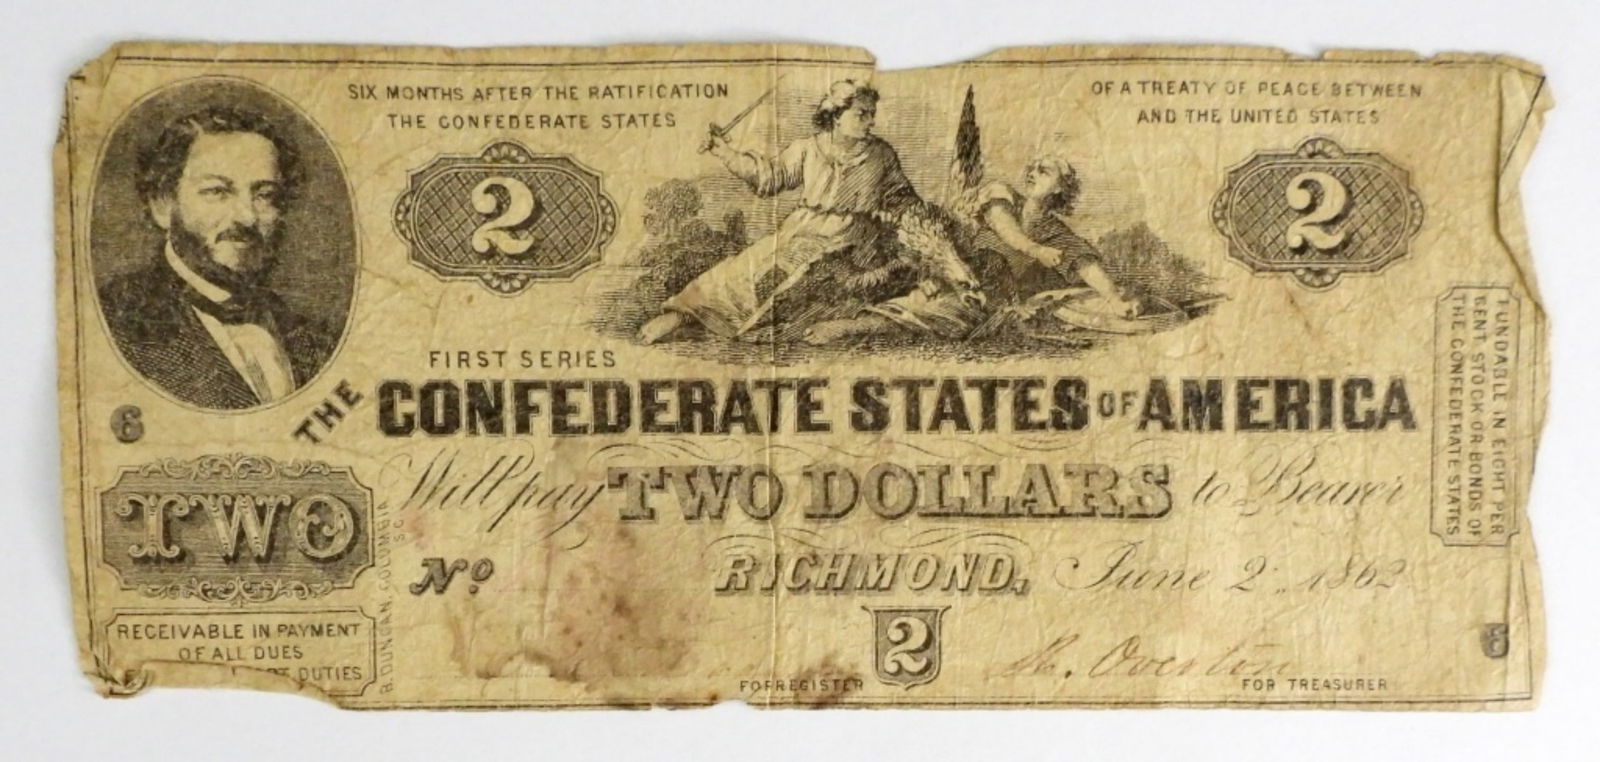 SIX MONTHS AFTER THE RATIFICATION OF A TREATY OF PEACE BETWEEN
THE CONFEDERATE STATES AND THE UNITED STATES
2 2
FIRST SERIES
THE CONFEDERATE STATES OF AMERICA
6
Will pay TWO DOLLARS to Bearer
TWO
No RICHMOND, June 2, 1862
2
RECEIVABLE IN PAYMENT
OF ALL DUES
DUTIES
B. DUNCAN, COLUMBIA
S.C.
FOR REGISTER
R. Overton
FOR TREASURER
FUNDABLE IN EIGHT PER
CENT STOCK OR BONDS OF
THE CONFEDERATE STATES